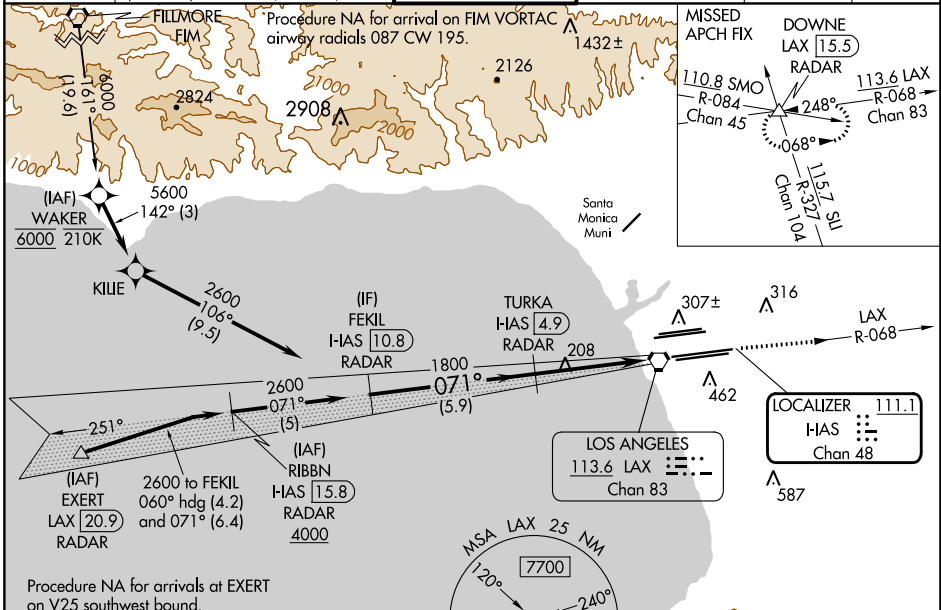 FILLMORE
FIM
Procedure NA for arrival on FIM VORTAC
airway radials 087 CW 195.
1432±
2126
1000
2824
2908
2000
1000
6000
161°
(19.6)
MISSED
APCH FIX
DOWNE
LAX 15.5
RADAR
110.8 SMO
R-084
Chan 45
113.6 LAX
R-068
Chan 83
248°
068°
115.7 SLI
R-327
Chan 104
(IAF)
WAKER
6000 210K
5600
142° (3)
KILIE
2600
106°
(9.5)
Santa
Monica
Muni
(IF)
FEKIL
I-IAS 10.8
RADAR
TURKA
I-IAS 4.9
RADAR
307±
316
LAX
R-068
208
1800
071°
(5.9)
2600
071°
(5)
462
251°
(IAF)
EXERT
LAX 20.9
RADAR
2600 to FEKIL
060° hdg (4.2)
and 071° (6.4)
(IAF)
RIBBN
I-IAS 15.8
RADAR
4000
LOS ANGELES
113.6 LAX
Chan 83
LOCALIZER 111.1
I-IAS
Chan 48
587
MSA LAX 25 NM
7700
120°
240°
Procedure NA for arrivals at EXERT
on V25 southwest bound.